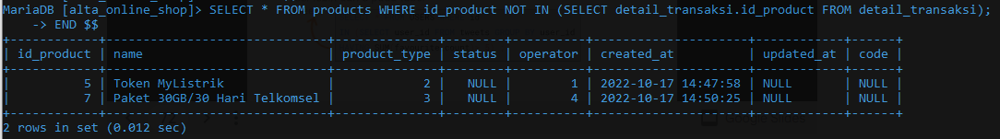 MariaDB [alta_online_shop]> SELECT * FROM products WHERE id_product NOT IN (SELECT detail_transaksi.id_product FROM detail_transaksi);
    -> END $$
+------------+-----------------------------+--------------+--------+----------+---------------------+------------+------+
| id_product | name                        | product_type | status | operator | created_at          | updated_at | code |
+------------+-----------------------------+--------------+--------+----------+---------------------+------------+------+
|          5 | Token MyListrik             |            2 |   NULL |        1 | 2022-10-17 14:47:58 | NULL       | NULL |
|          7 | Paket 30GB/30 Hari Telkomsel |            3 |   NULL |        4 | 2022-10-17 14:50:25 | NULL       | NULL |
+------------+-----------------------------+--------------+--------+----------+---------------------+------------+------+
2 rows in set (0.012 sec)